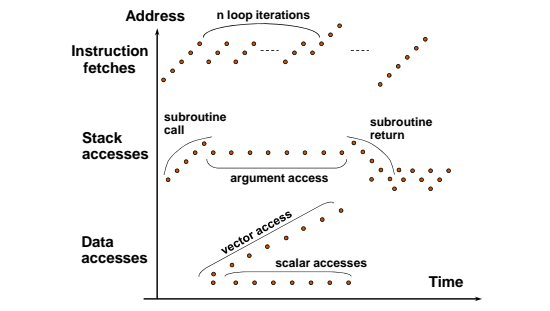 Address
n loop iterations
Instruction
fetches
subroutine
call
subroutine
return
Stack
accesses
argument access
vector access
Data
accesses
scalar accesses
Time